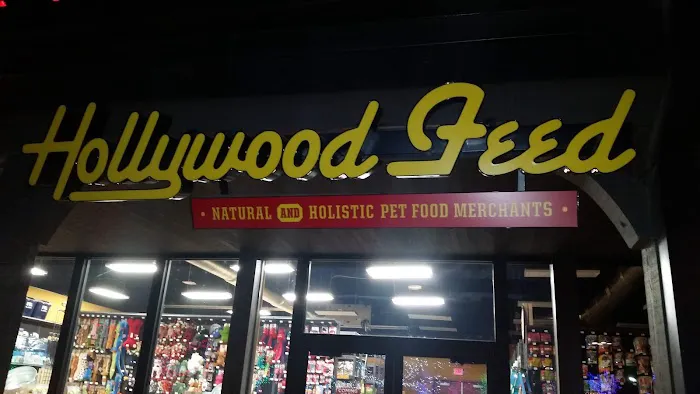 Hollywood Feed
· NATURAL AND HOLISTIC PET FOOD MERCHANTS ·